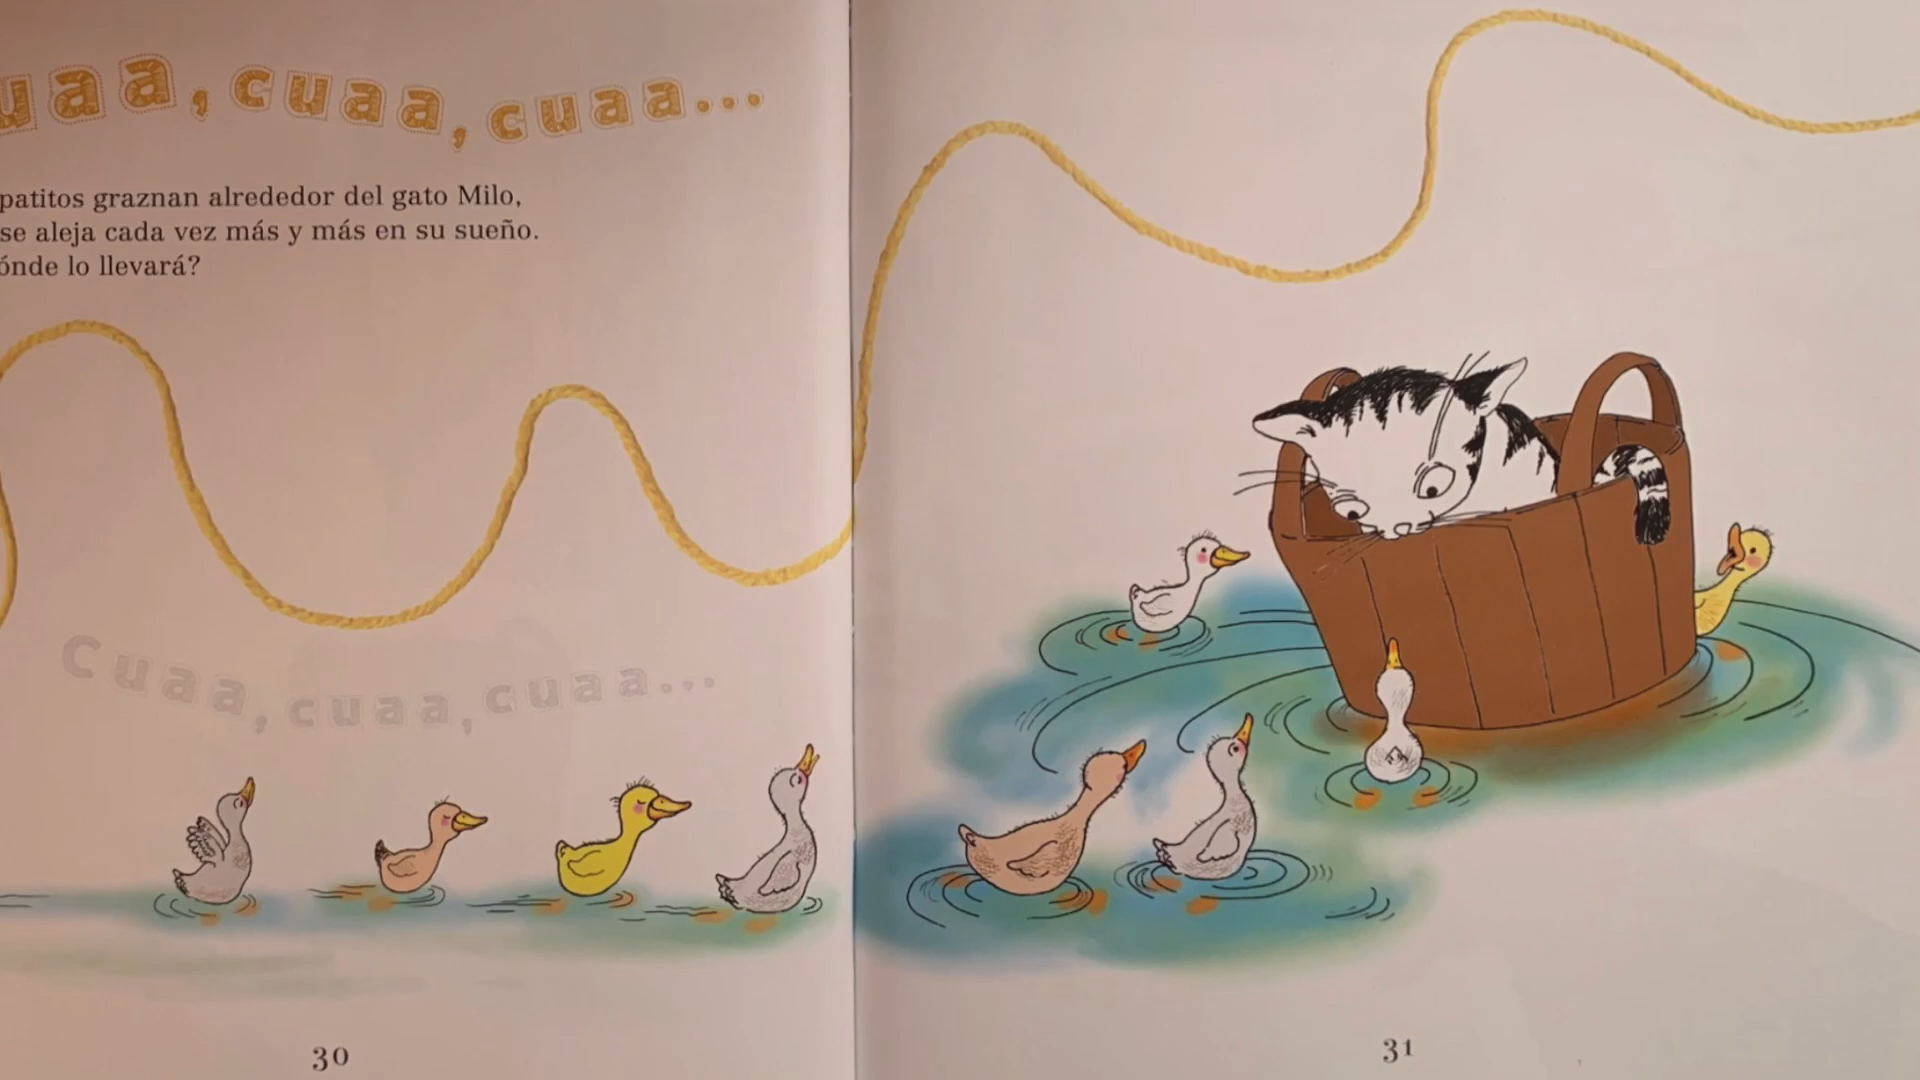 uaa, cuaa, cuaa...
patitos graznan alrededor del gato Milo,
se aleja cada vez más y más en su sueño.
ónde lo llevará?
Cuaa, cuaa, cuaa...
30
31